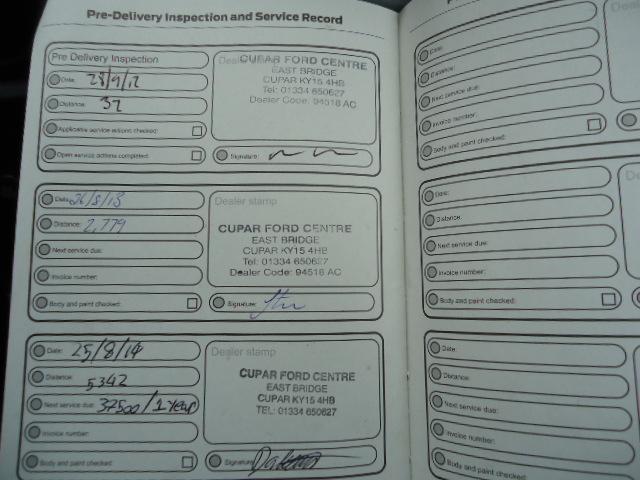 Pre-Delivery Inspection and Service Record
Pre Delivery Inspection
Date: 28/9/12
Distance: 32
Applicable service actions checked:
Open service actions completed:
Dealer
CUPAR FORD CENTRE
EAST BRIDGE
CUPAR KY15 4HB
Tel: 01334 650627
Dealer Code: 94518 AC
Signature:
Date: 26/8/13
Distance: 2,779
Next service due:
Invoice number:
Body and paint checked:
Dealer stamp
CUPAR FORD CENTRE
EAST BRIDGE
CUPAR KY15 4HB
Tel: 01334 650627
Dealer Code: 94518 AC
Signature:
Date: 25/8/14
Distance: 5342
Next service due: 37500/1 Year
Invoice number:
Body and paint checked:
Dealer stamp
CUPAR FORD CENTRE
EAST BRIDGE
CUPAR KY15 4HB
TEL: 01334 650627
Signature
Date:
Distance:
Next service due:
Invoice number:
Body and paint checked:
Date:
Distance:
Next service due:
Invoice number:
Body and paint checked:
Date:
Distance:
Next service due:
Invoice number:
Body and paint checked: